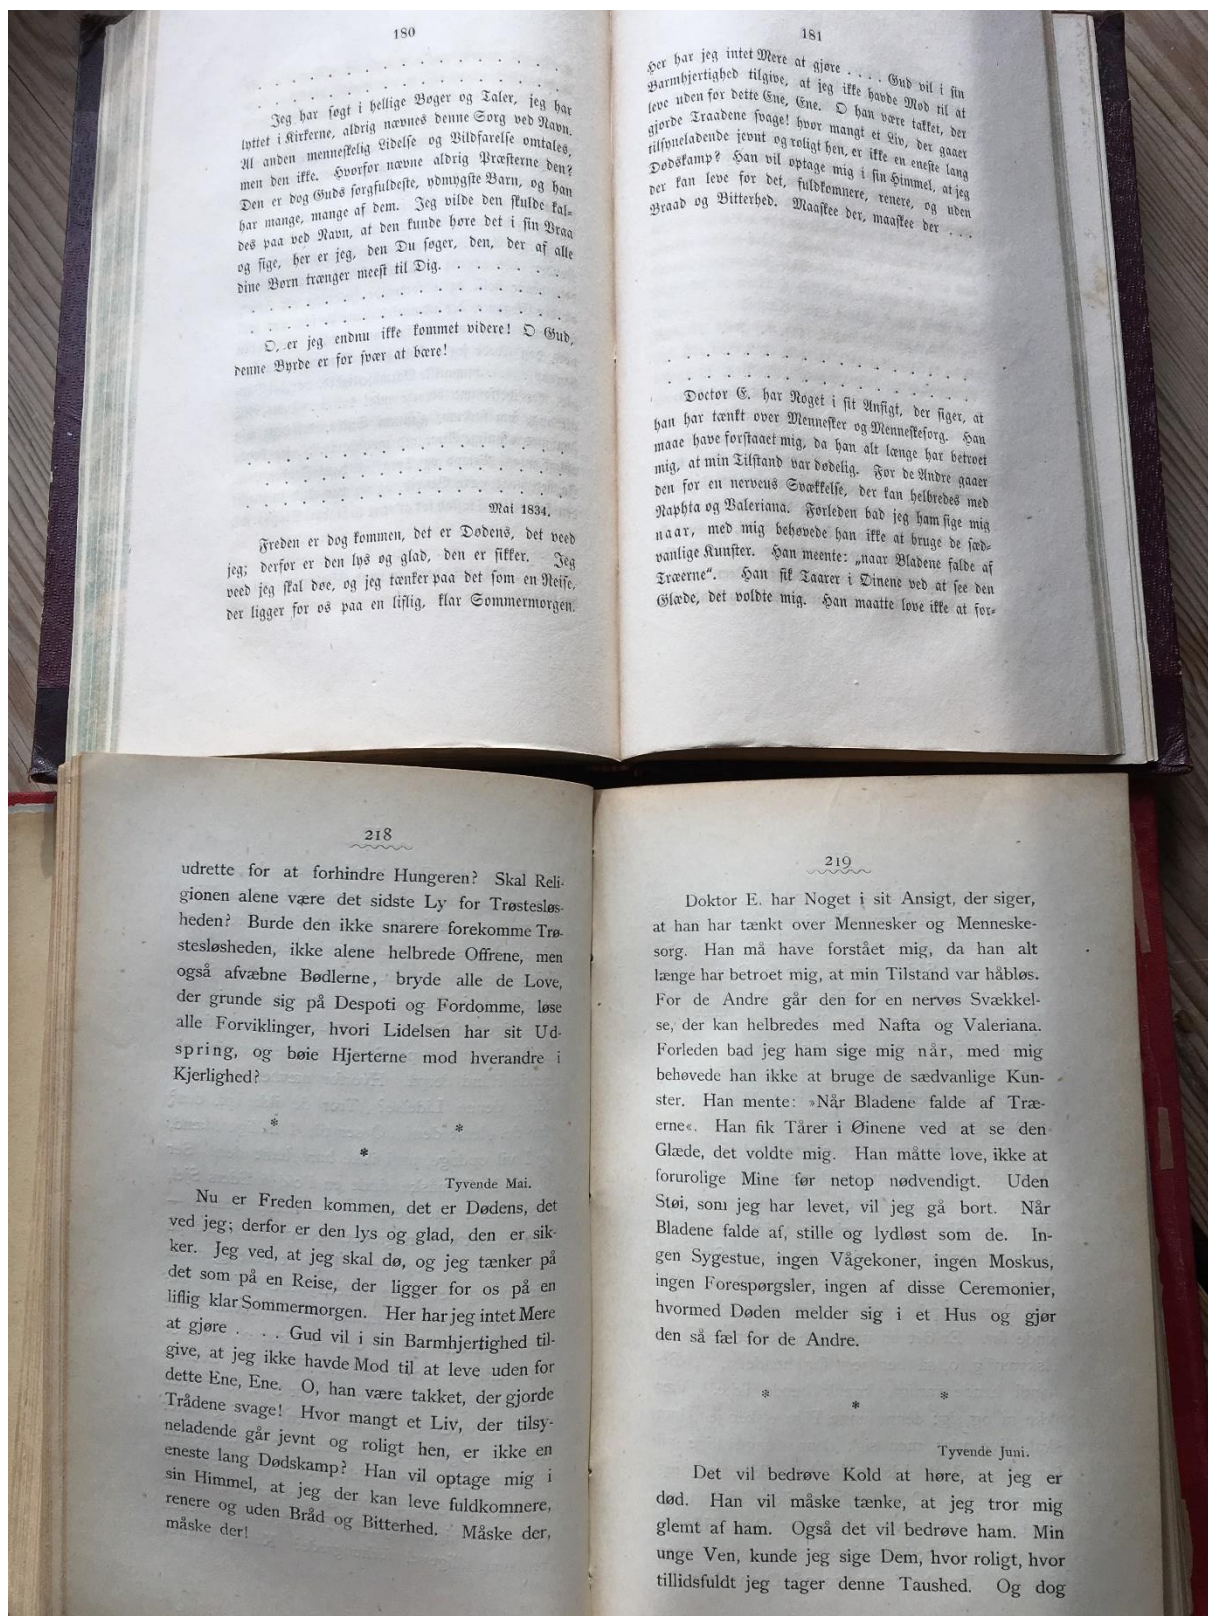 180
. . . . . . . . . . . . . . .
. . . . . . . . . . . . . . .
Jeg har søgt i hellige Bøger og Taler, jeg har
lyttet i Kirkerne, aldrig nævnes denne Sorg ved Navn.
Al anden menneskelig Lidelse og Vildfarelse omtales,
men den ikke. Hvorfor nævne aldrig Præsterne den?
Den er dog Guds sorgfuldeste, ydmygste Barn, og han
har mange, mange af dem. Jeg vilde den skulde kal-
des paa ved Navn, at den kunde høre det i sin Vraa
og sige, her er jeg, den Du søger, den, der af alle
dine Børn trænger meest til Dig. . . . . . .
. . . . . . . . . . . . . . .
. . . . . . . . . . . . . . .
O, er jeg endnu ikke kommet videre! O Gud,
denne Byrde er for svær at bære!
. . . . . . . . . . . . . . .
. . . . . . . . . . . . . . .
. . . . . . . . . . . . . . .
Mai 1834.
Freden er dog kommen, det er Dødens, det veed
jeg; derfor er den lys og glad, den er sikker. Jeg
veed jeg skal døe, og jeg tænker paa det som en Reise,
der ligger for os paa en liflig, klar Sommermorgen.
181
Her har jeg intet Mere at gjøre . . . . Gud vil i sin
Barmhjertighed tilgive, at jeg ikke havde Mod til at
leve uden for dette Ene, Ene. O han være takket, der
gjorde Traadene svage! hvor mangt et Liv, der gaaer
tilsyneladende jevnt og roligt hen, er ikke en eneste lang
Dødskamp? Han vil optage mig i sin Himmel, at jeg
der kan leve for det, fuldkomnere, renere, og uden
Braad og Bitterhed. Maaskee der, maaskee der . . .
. . . . . . . . . . . . . . .
. . . . . . . . . . . . . . .
Doctor E. har Noget i sit Ansigt, der siger, at
han har tænkt over Mennesker og Menneskesorg. Han
maae have forstaaet mig, da han alt længe har betroet
mig, at min Tilstand var dødelig. For de Andre gaaer
den for en nerveus Svækkelse, der kan helbredes med
Naphta og Valeriana. Forleden bad jeg ham sige mig
naar, med mig behøvede han ikke at bruge de sæd-
vanlige Kunster. Han meente: „naar Bladene falde af
Træerne“. Han fik Taarer i Øinene ved at see den
Glæde, det voldte mig. Han maatte love ikke at for-
218
udrette for at forhindre Hungeren? Skal Reli-
gionen alene være det sidste Ly for Trøstesløs-
heden? Burde den ikke snarere forekomme Trø-
stesløsheden, ikke alene helbrede Offrene, men
også afvæbne Bødlerne, bryde alle de Love,
der grunde sig på Despoti og Fordomme, løse
alle Forviklinger, hvori Lidelsen har sit Ud-
spring, og bøie Hjerterne mod hverandre i
Kjerlighed?
* *
*
Tyvende Mai.
Nu er Freden kommen, det er Dødens, det
ved jeg; derfor er den lys og glad, den er sik-
ker. Jeg ved, at jeg skal dø, og jeg tænker på
det som på en Reise, der ligger for os på en
liflig klar Sommermorgen. Her har jeg intet Mere
at gjøre . . . Gud vil i sin Barmhjertighed til-
give, at jeg ikke havde Mod til at leve uden for
dette Ene, Ene. O, han være takket, der gjorde
Trådene svage! Hvor mangt et Liv, der tilsy-
neladende går jevnt og roligt hen, er ikke en
eneste lang Dødskamp? Han vil optage mig i
sin Himmel, at jeg der kan leve fuldkomnere,
renere og uden Bråd og Bitterhed. Måske der,
måske der!
219
Doktor E. har Noget i sit Ansigt, der siger,
at han har tænkt over Mennesker og Menneske-
sorg. Han må have forstået mig, da han alt
længe har betroet mig, at min Tilstand var håbløs.
For de Andre går den for en nervøs Svækkel-
se, der kan helbredes med Nafta og Valeriana.
Forleden bad jeg ham sige mig når, med mig
behøvede han ikke at bruge de sædvanlige Kun-
ster. Han mente: »Når Bladene falde af Træ-
erne«. Han fik Tårer i Øinene ved at se den
Glæde, det voldte mig. Han måtte love, ikke at
forurolige Mine før netop nødvendigt. Uden
Støi, som jeg har levet, vil jeg gå bort. Når
Bladene falde af, stille og lydløst som de. In-
gen Sygestue, ingen Vågekoner, ingen Moskus,
ingen Forespørgsler, ingen af disse Ceremonier,
hvormed Døden melder sig i et Hus og gjør
den så fæl for de Andre.
* *
*
Tyvende Juni.
Det vil bedrøve Kold at høre, at jeg er
død. Han vil måske tænke, at jeg tror mig
glemt af ham. Også det vil bedrøve ham. Min
unge Ven, kunde jeg sige Dem, hvor roligt, hvor
tillidsfuldt jeg tager denne Taushed. Og dog